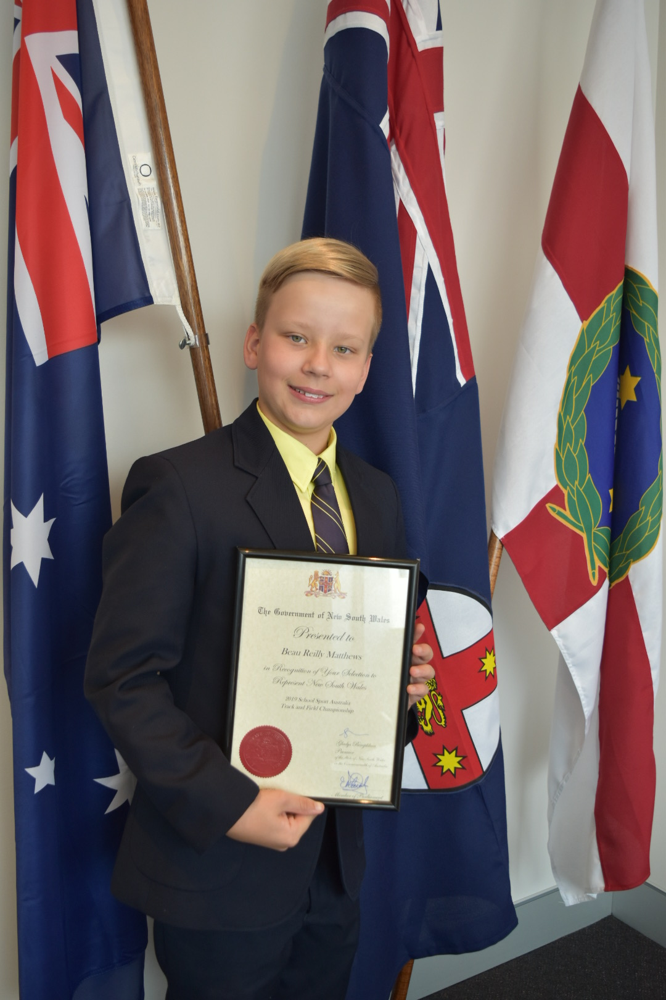 The Government of New South Wales
Presented to
Beau Reilly Matthews
in Recognition of Your Selection to
Represent New South Wales
2019 School Sport Australia
Track and Field Championship
Gladys Berejiklian
Premier
of the State of New South Wales
in the Commonwealth of Australia
Member of Parliament